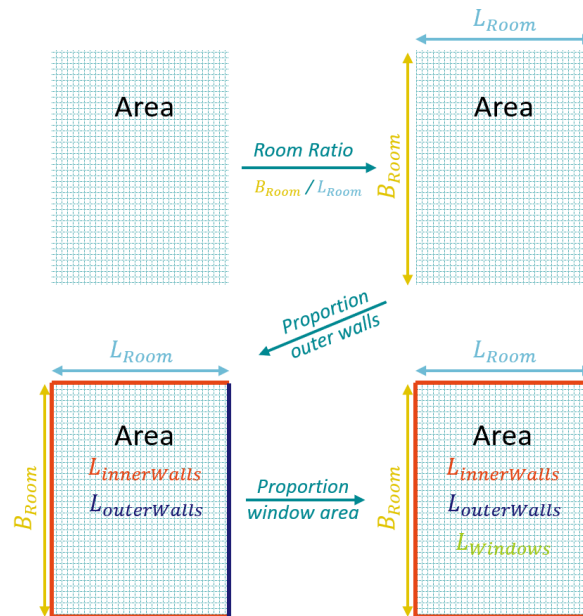 L_Room
Area
Area
B_Room
Room Ratio
B_Room / L_Room
Proportion
outer walls
L_Room
L_Room
B_Room
Area
L_innerWalls
L_outerWalls
Proportion
window area
B_Room
Area
L_innerWalls
L_outerWalls
L_Windows